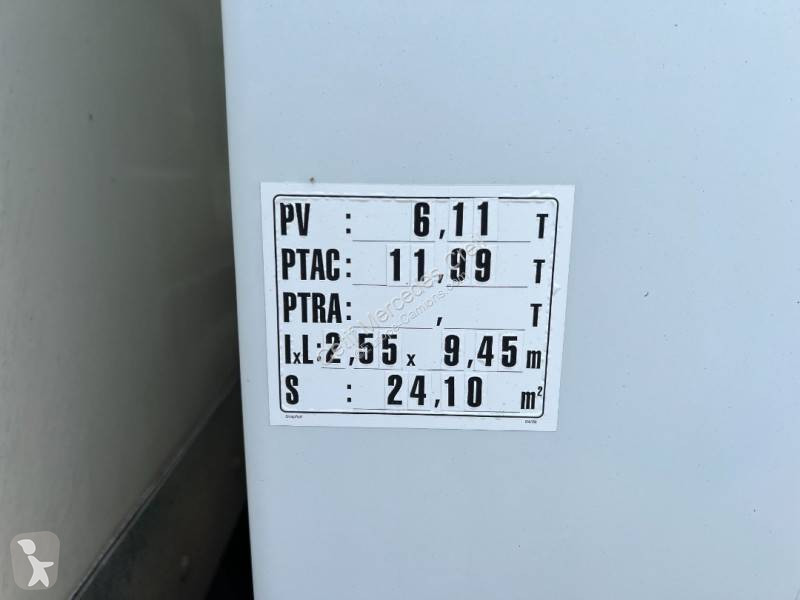 PV : 6,11 T
PTAC: 11,99 T
PTRA: , T
lxL: 2,55 x 9,45 m
S : 24,10 m²